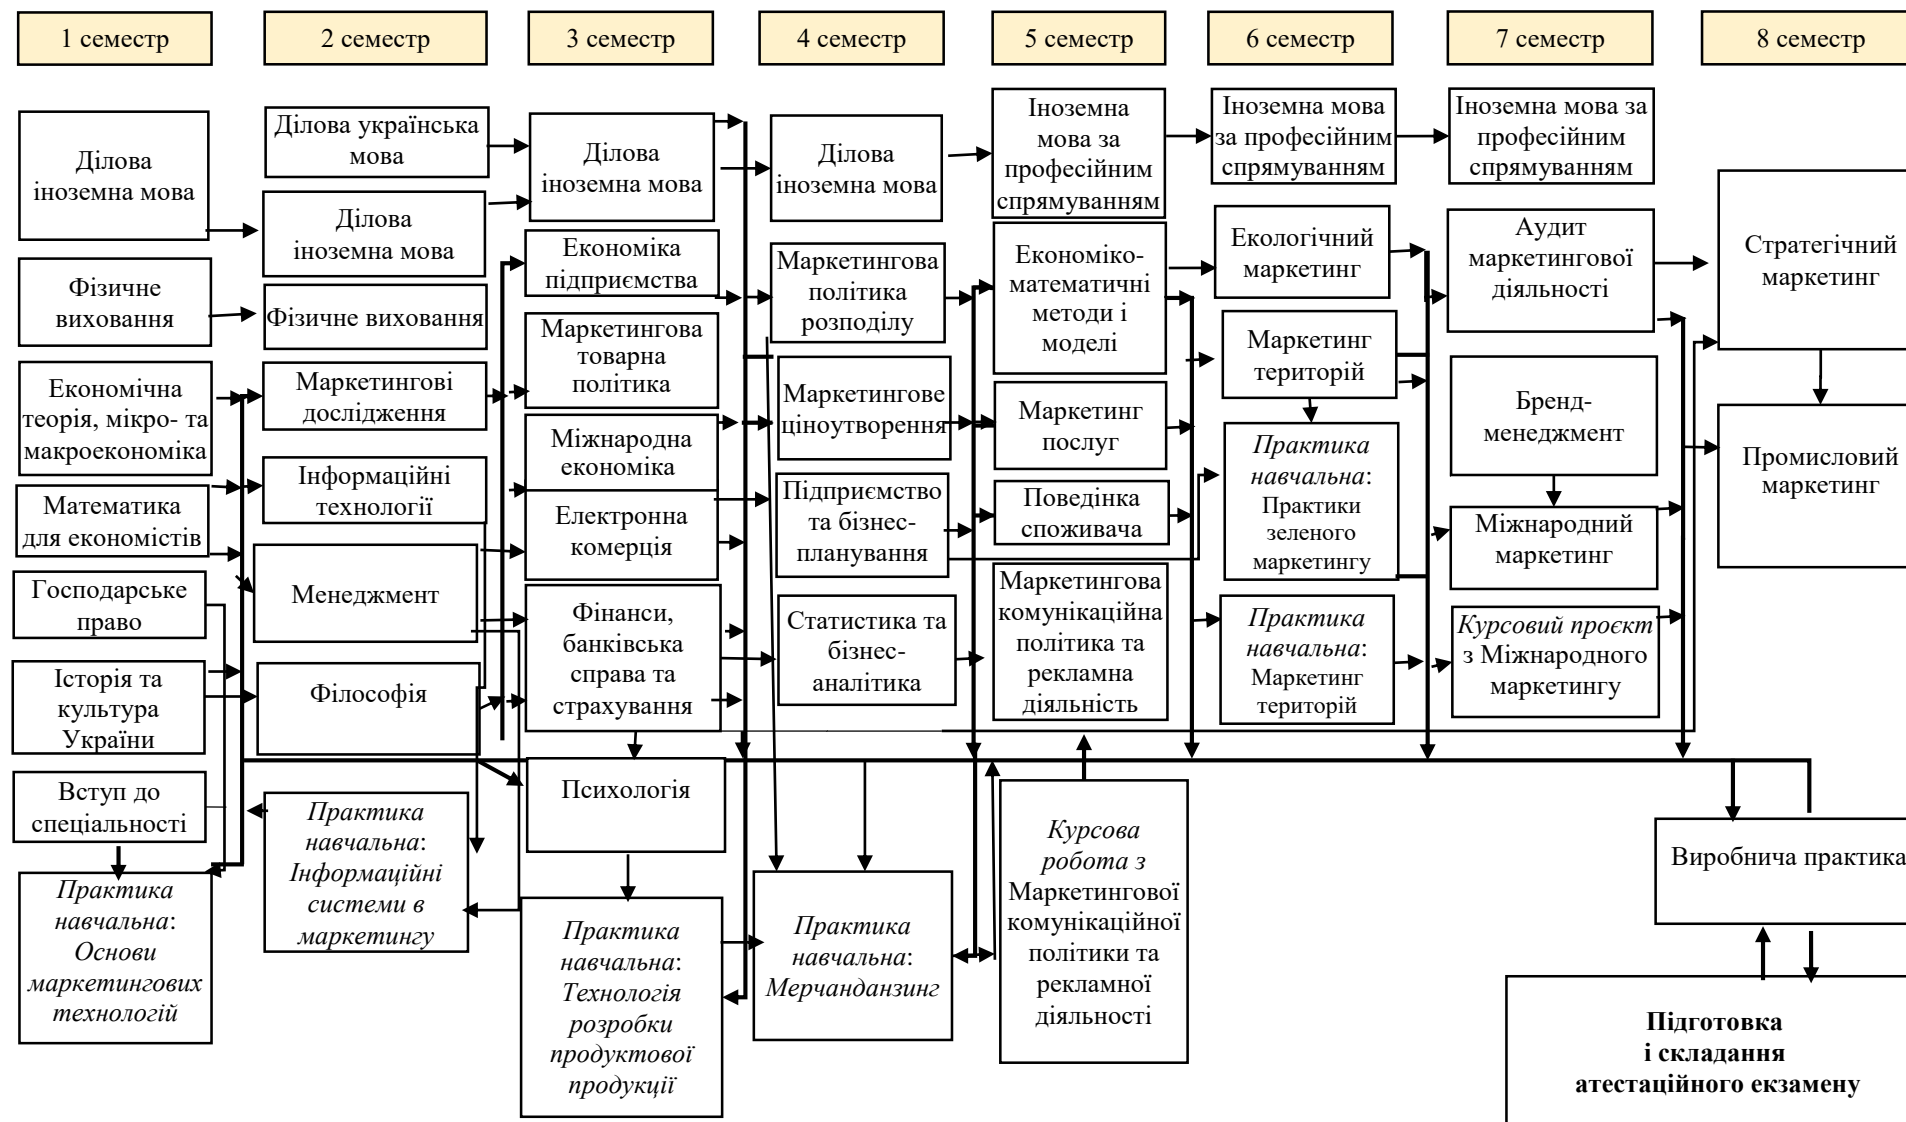 1 семестр
2 семестр
3 семестр
4 семестр
5 семестр
6 семестр
7 семестр
8 семестр
Ділова
іноземна мова
Фізичне
виховання
Економічна
теорія, мікро- та
макроекономіка
Математика
для економістів
Господарське
право
Історія та
культура
України
Вступ до
спеціальності
Практика
навчальна:
Основи
маркетингових
технологій
Ділова українська
мова
Ділова
іноземна мова
Фізичне виховання
Маркетингові
дослідження
Інформаційні
технології
Менеджмент
Філософія
Практика
навчальна:
Інформаційні
системи в
маркетингу
Ділова
іноземна мова
Економіка
підприємства
Маркетингова
товарна
політика
Міжнародна
економіка
Електронна
комерція
Фінанси,
банківська
справа та
страхування
Психологія
Практика
навчальна:
Технологія
розробки
продуктової
продукції
Ділова
іноземна мова
Маркетингова
політика
розподілу
Маркетингове
ціноутворення
Підприємство
та бізнес-
планування
Статистика та
бізнес-
аналітика
Практика
навчальна:
Мерчанданзинг
Іноземна
мова за
професійним
спрямуванням
Економіко-
математичні
методи і
моделі
Маркетинг
послуг
Поведінка
споживача
Маркетингова
комунікаційна
політика та
рекламна
діяльність
Курсова
робота з
Маркетингової
комунікаційної
політики та
рекламної
діяльності
Іноземна мова
за професійним
спрямуванням
Екологічний
маркетинг
Маркетинг
територій
Практика
навчальна:
Практики
зеленого
маркетингу
Практика
навчальна:
Маркетинг
територій
Іноземна мова за
професійним
спрямуванням
Аудит
маркетингової
діяльності
Бренд-
менеджмент
Міжнародний
маркетинг
Курсовий проєкт
з Міжнародного
маркетингу
Стратегічний
маркетинг
Промисловий
маркетинг
Виробнича практика
Підготовка
і складання
атестаційного екзамену